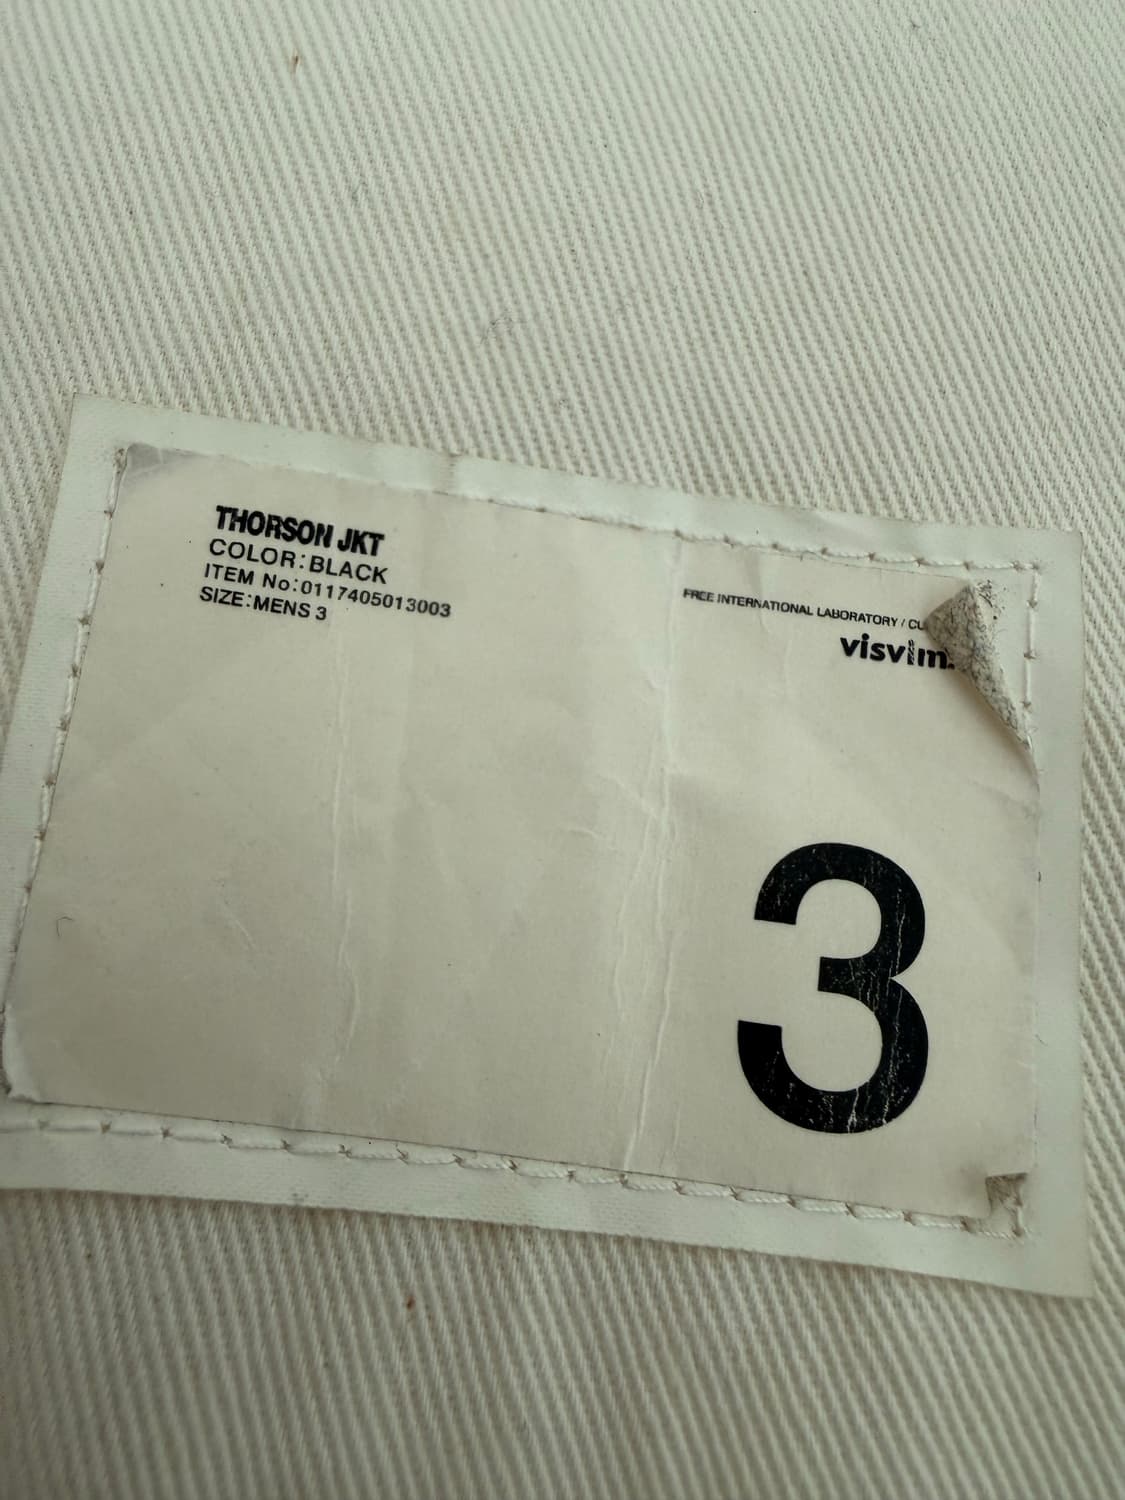 THORSON JKT
COLOR:BLACK
ITEM No:0117405013003
SIZE:MENS 3
FREE INTERNATIONAL LABORATORY /
visvim.
3